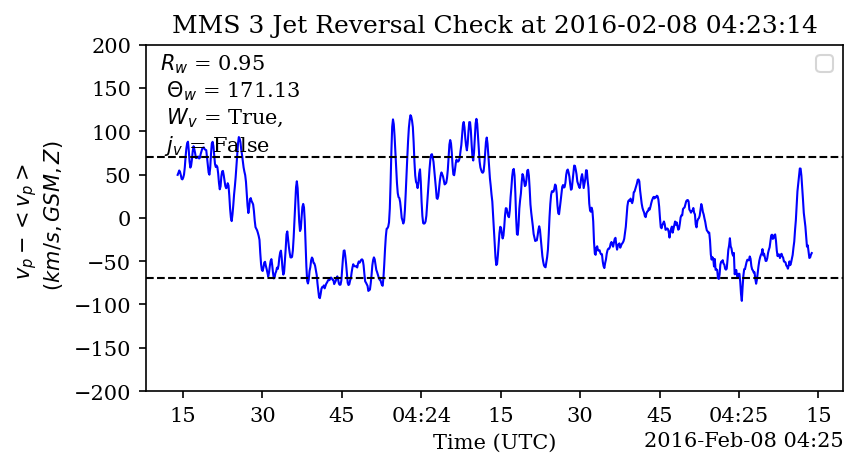 MMS 3 Jet Reversal Check at 2016-02-08 04:23:14
200
150
100
50
0
−50
−100
−150
−200
R_w = 0.95
Θ_w = 171.13
W_v = True,
j_v = False
v_p − < v_p >
(km/s, GSM, Z)
15 30 45 04:24 15 30 45 04:25 15
Time (UTC)
2016-Feb-08 04:25